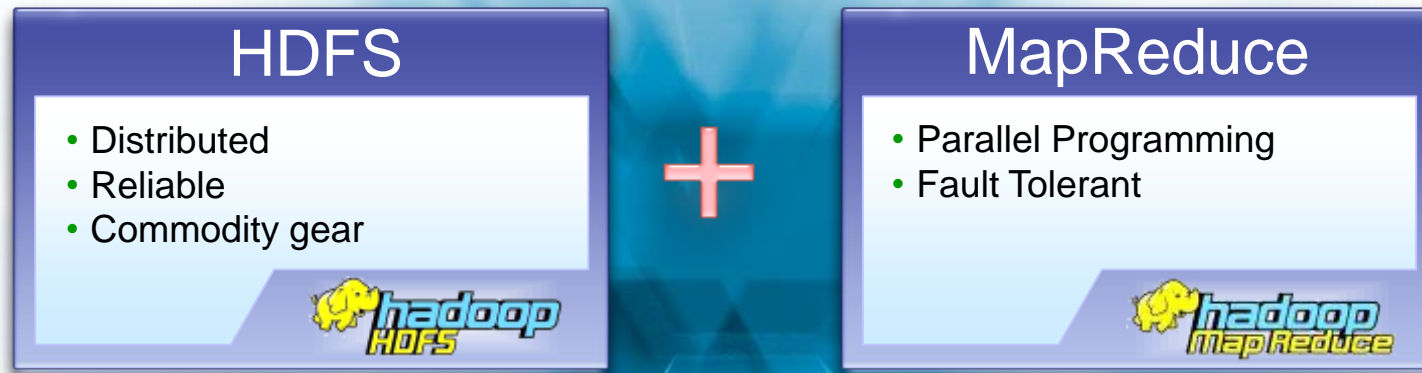 HDFS
• Distributed
• Reliable
• Commodity gear
hadoop
HDFS
+
MapReduce
• Parallel Programming
• Fault Tolerant
hadoop
Map Reduce